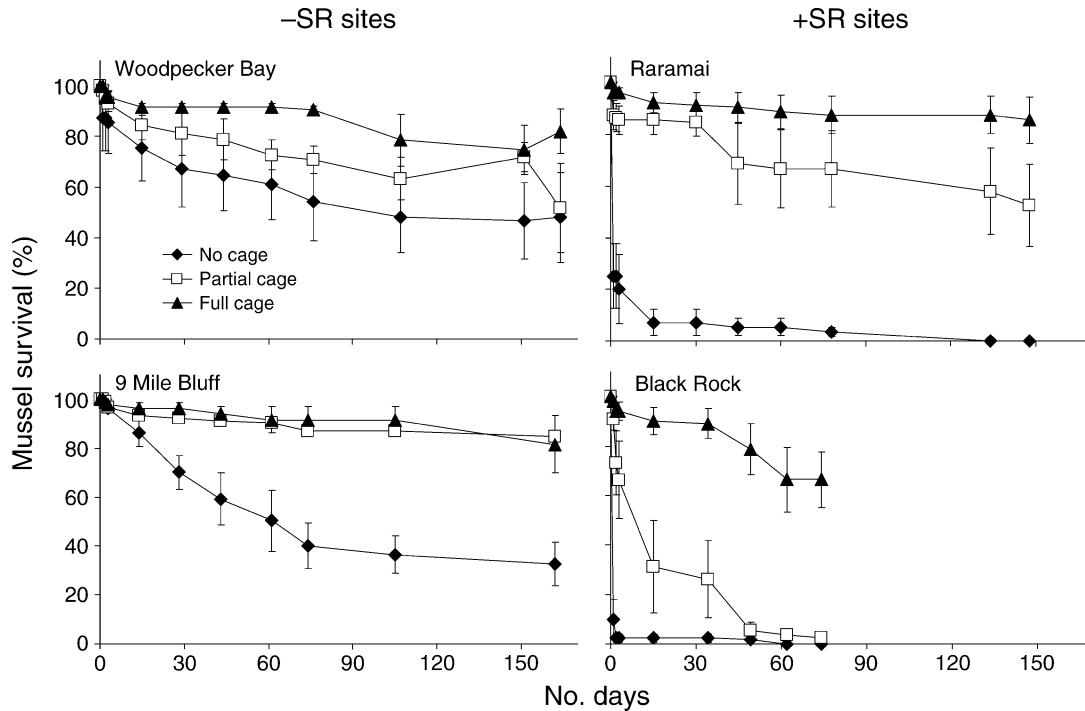 –SR sites
+SR sites
Mussel survival (%)
Woodpecker Bay
100
80
60
40
20
0
No cage
Partial cage
Full cage
Raramai
9 Mile Bluff
100
80
60
40
20
0
0 30 60 90 120 150
Black Rock
0 30 60 90 120 150
No. days